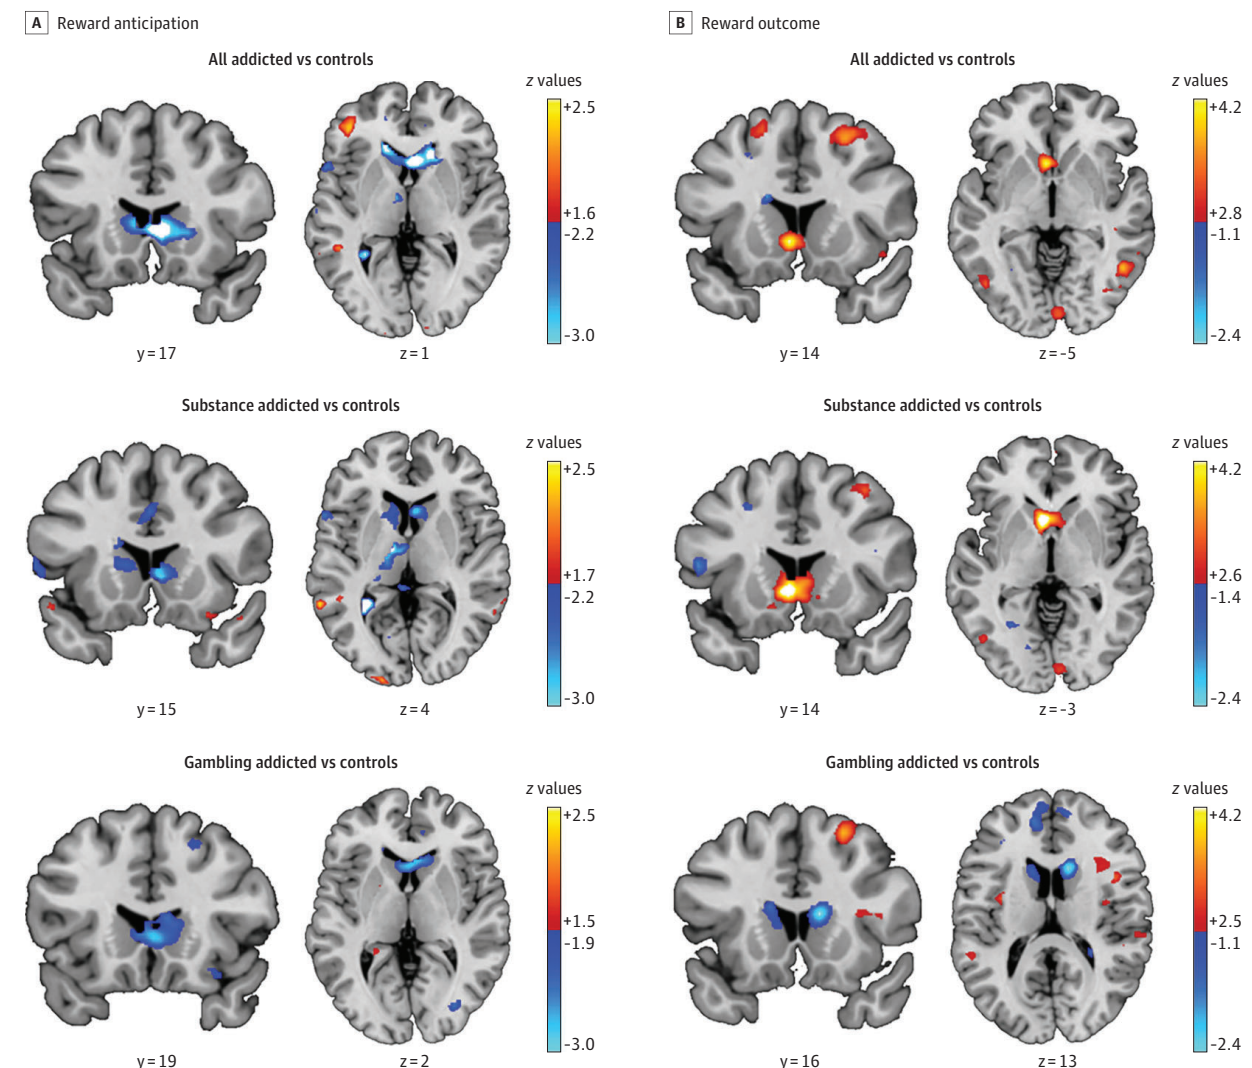 A Reward anticipation
All addicted vs controls
z values
+2.5
+1.6
-2.2
-3.0
y = 17
z = 1
Substance addicted vs controls
z values
+2.5
+1.7
-2.2
-3.0
y = 15
z = 4
Gambling addicted vs controls
z values
+2.5
+1.5
-1.9
-3.0
y = 19
z = 2
B Reward outcome
All addicted vs controls
z values
+4.2
+2.8
-1.1
-2.4
y = 14
z = -5
Substance addicted vs controls
z values
+4.2
+2.6
-1.4
-2.4
y = 14
z = -3
Gambling addicted vs controls
z values
+4.2
+2.5
-1.1
-2.4
y = 16
z = 13